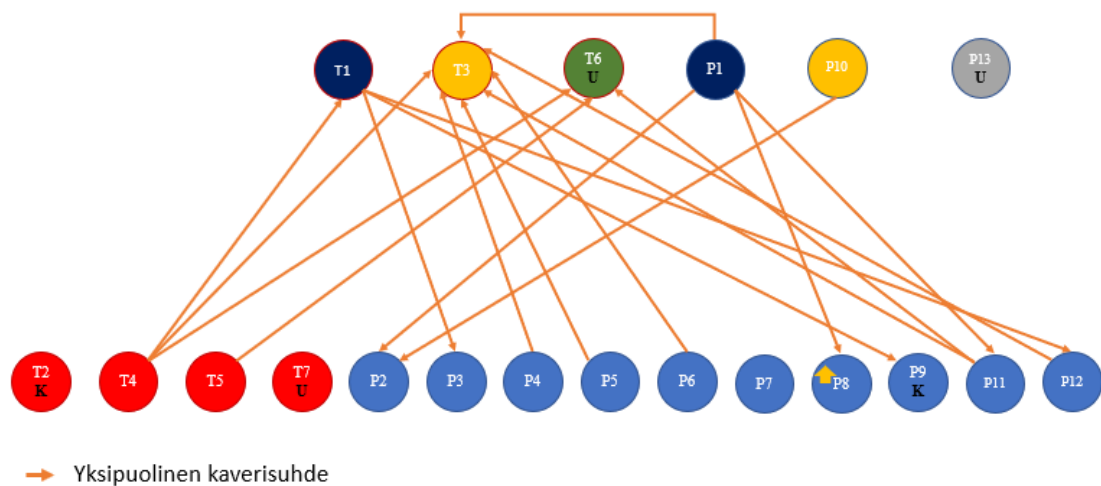 T1
T3
T6
U
P1
P10
P13
U
T2
K
T4
T5
T7
U
P2
P3
P4
P5
P6
P7
P8
P9
K
P11
P12
Yksipuolinen kaverisuhde